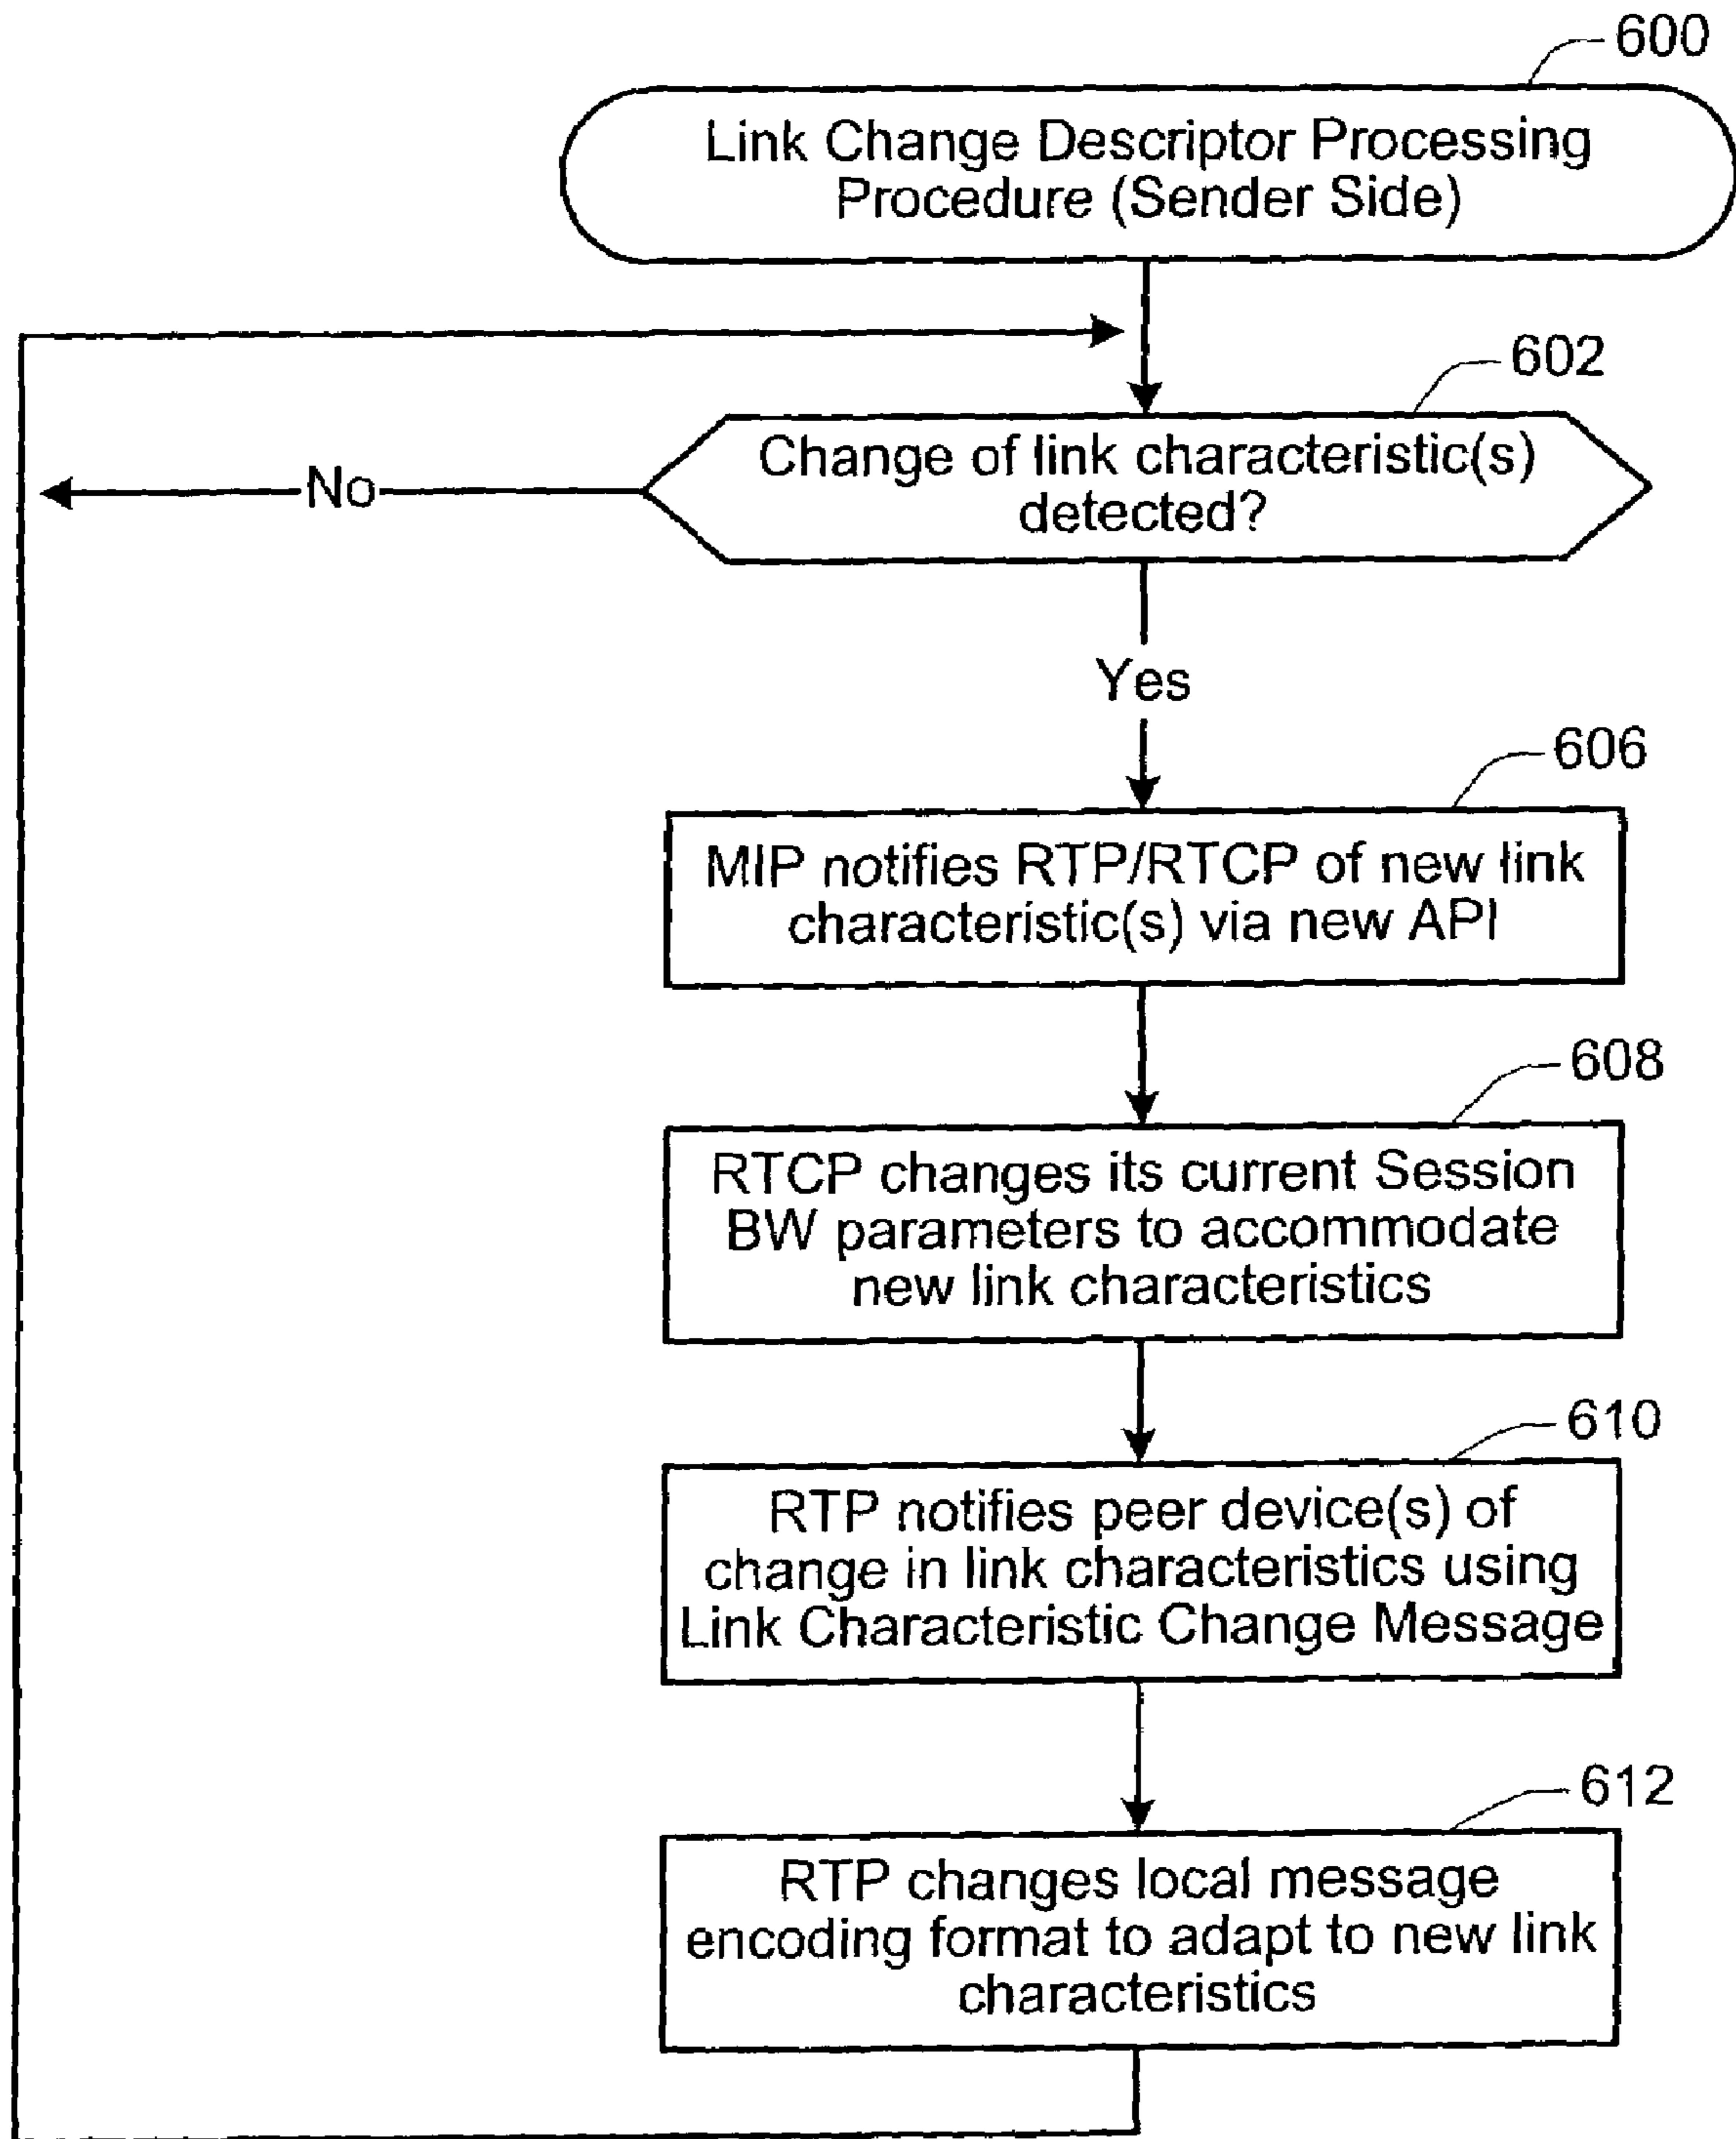 600
Link Change Descriptor Processing
Procedure (Sender Side)
602
Change of link characteristic(s)
detected?
No
Yes
606
MIP notifies RTP/RTCP of new link
characteristic(s) via new API
608
RTCP changes its current Session
BW parameters to accommodate
new link characteristics
610
RTP notifies peer device(s) of
change in link characteristics using
Link Characteristic Change Message
612
RTP changes local message
encoding format to adapt to new link
characteristics